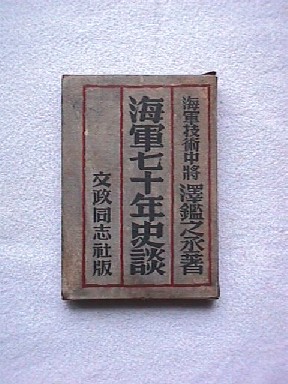 海軍技術中將 澤鑑之丞著
海軍七十年史談
文政同志社版